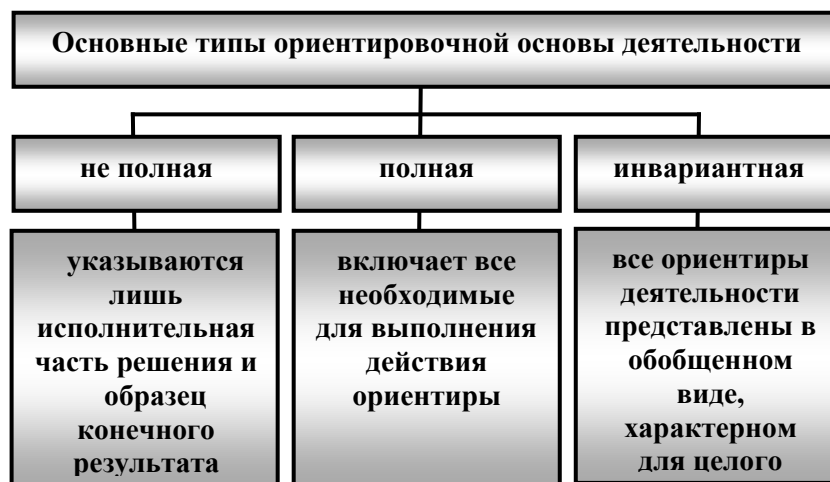 Основные типы ориентировочной основы деятельности
не полная
полная
инвариантная
указываются
лишь
исполнительная
часть решения и
образец
конечного
результата
включает все
необходимые
для выполнения
действия
ориентиры
все ориентиры
деятельности
представлены в
обобщенном
виде,
характерном
для целого